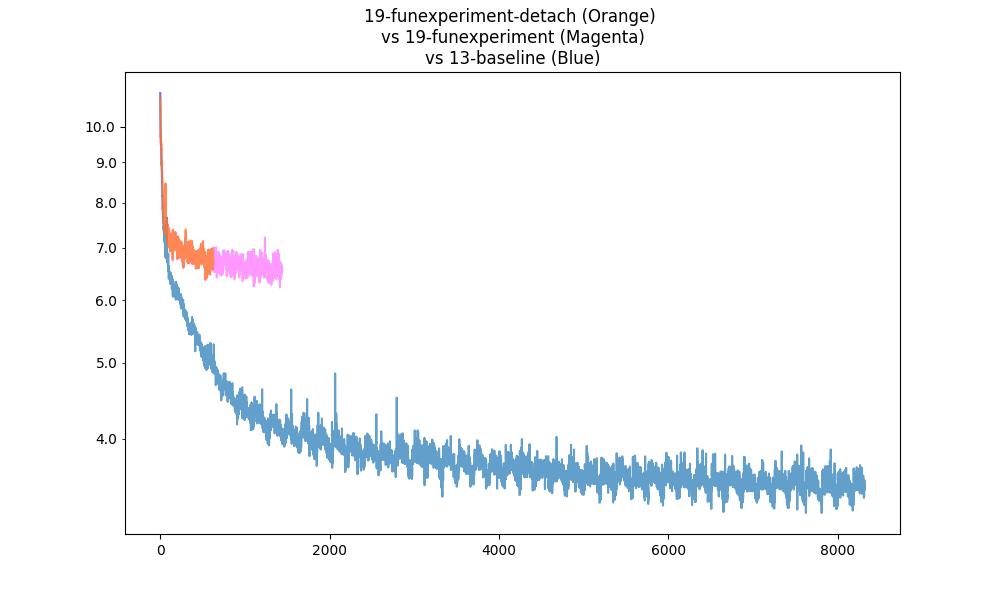 19-funexperiment-detach (Orange)
vs 19-funexperiment (Magenta)
vs 13-baseline (Blue)
10.0
9.0
8.0
7.0
6.0
5.0
4.0
0 2000 4000 6000 8000